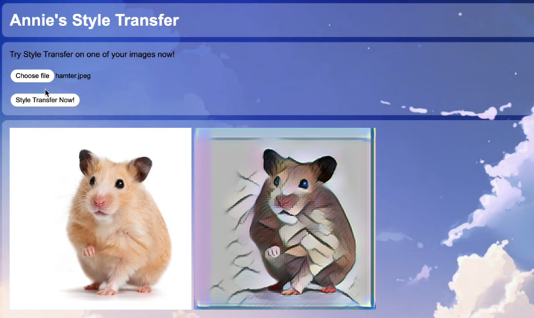 Annie's Style Transfer
Try Style Transfer on one of your images now!
Choose file hamter.jpeg
Style Transfer Now!